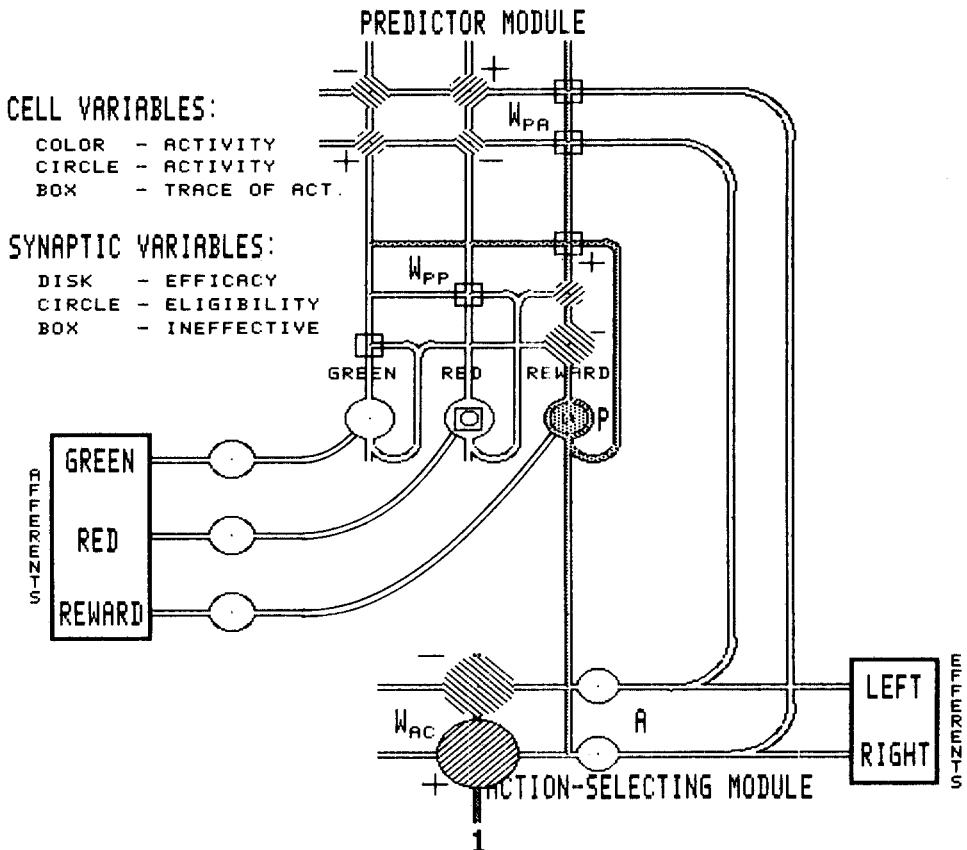 PREDICTOR MODULE
− +
CELL VARIABLES:
COLOR - ACTIVITY
CIRCLE - ACTIVITY
BOX - TRACE OF ACT.
W_PA
+ −
SYNAPTIC VARIABLES:
DISK - EFFICACY
CIRCLE - ELIGIBILITY
BOX - INEFFECTIVE
W_PP
+
−
GREEN RED REWARD
P
AFFERENTS
GREEN
RED
REWARD
−
W_AC
A
+
LEFT
RIGHT
EFFERENTS
ACTION-SELECTING MODULE
1